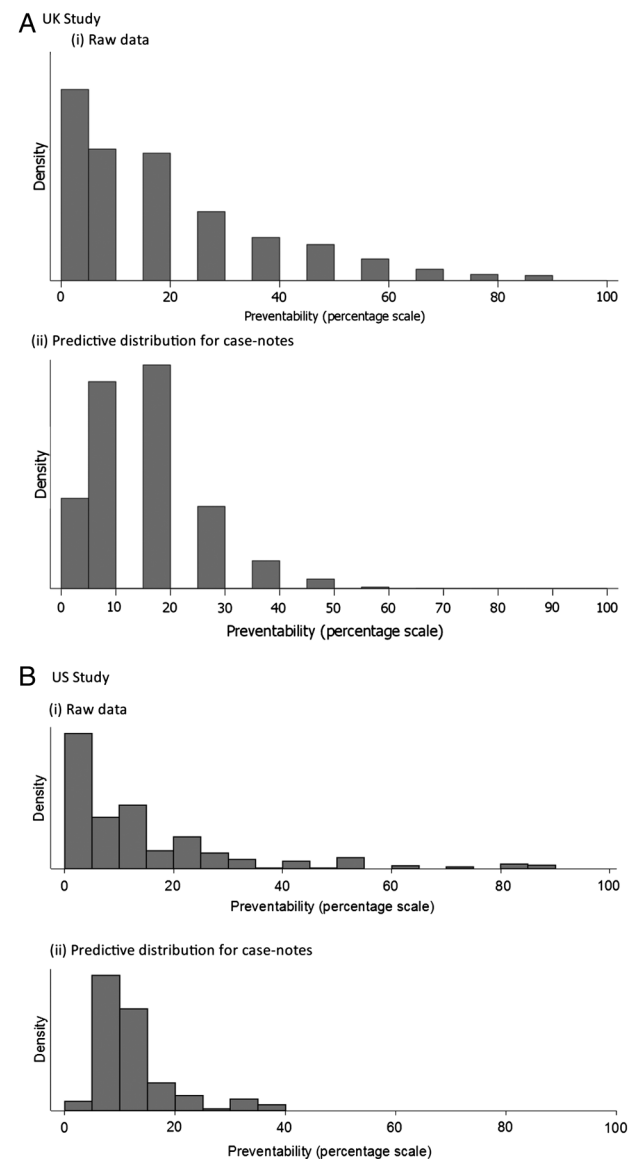 A UK Study
(i) Raw data
Density
0 20 40 60 80 100
Preventability (percentage scale)
(ii) Predictive distribution for case-notes
Density
0 10 20 30 40 50 60 70 80 90 100
Preventability (percentage scale)
B US Study
(i) Raw data
Density
0 20 40 60 80 100
Preventability (percentage scale)
(ii) Predictive distribution for case-notes
Density
0 20 40 60 80 100
Preventability (percentage scale)